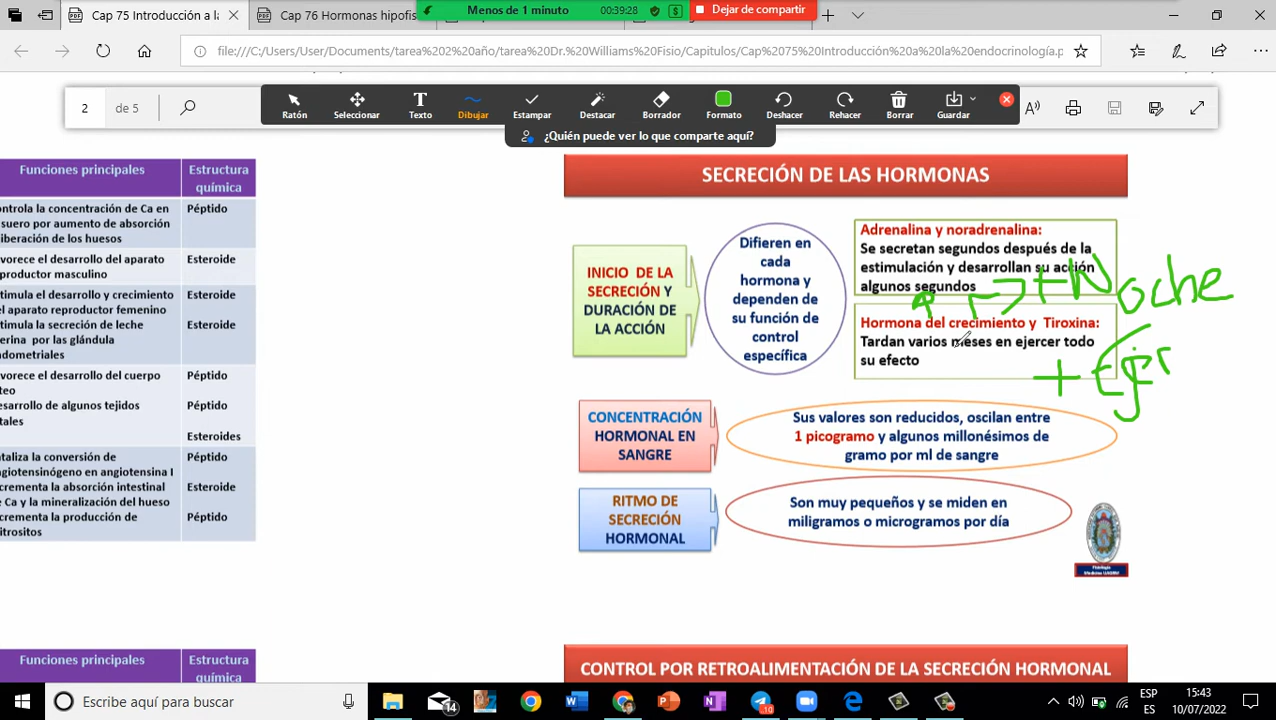 Cap 75 Introducción a la
Cap 76 Hormonas hipofis
Menos de 1 minuto
00:39:28
Dejar de compartir
file:///C:/Users/User/Documents/tarea%202%20año/tarea%20Dr.%20Williams%20Fisio/Capitulos/Cap%2075%20Introducción%20a%20la%20endocrinología.p
2
de 5
Ratón
Seleccionar
Texto
Dibujar
Estampar
Destacar
Borrador
Formato
Deshacer
Rehacer
Borrar
Guardar
¿Quién puede ver lo que comparte aquí?
Funciones principales
Estructura
química
ontrola la concentración de Ca en
suero por aumento de absorción
liberación de los huesos
Péptido
avorece el desarrollo del aparato
productor masculino
Esteroide
stimula el desarrollo y crecimiento
el aparato reproductor femenino
Esteroide
stimula la secreción de leche
erina por las glándula
ndometriales
Esteroide
avorece el desarrollo del cuerpo
teo
Péptido
esarrollo de algunos tejidos
tales
Péptido
Esteroides
ataliza la conversión de
ngiotensinógeno en angiotensina I
Péptido
crementa la absorción intestinal
e Ca y la mineralización del hueso
Esteroide
crementa la producción de
itrositos
Péptido
SECRECIÓN DE LAS HORMONAS
INICIO DE LA
SECRECIÓN Y
DURACIÓN DE
LA ACCIÓN
Difieren en
cada
hormona y
dependen de
su función de
control
específica
Adrenalina y noradrenalina:
Se secretan segundos después de la
estimulación y desarrollan su acción
algunos segundos
+Noche
Hormona del crecimiento y Tiroxina:
Tardan varios meses en ejercer todo
su efecto
+
CONCENTRACIÓN
HORMONAL EN
SANGRE
Sus valores son reducidos, oscilan entre
1 picogramo y algunos millonésimos de
gramo por ml de sangre
RITMO DE
SECRECIÓN
HORMONAL
Son muy pequeños y se miden en
miligramos o microgramos por día
Funciones principales
Estructura
química
CONTROL POR RETROALIMENTACIÓN DE LA SECRECIÓN HORMONAL
Escribe aquí para buscar
14
10
ESP
ES
15:43
10/07/2022